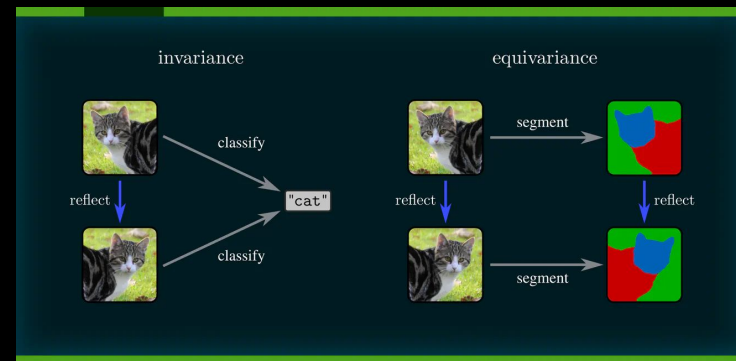 invariance
classify
reflect
"cat"
classify
equivariance
segment
reflect
reflect
segment